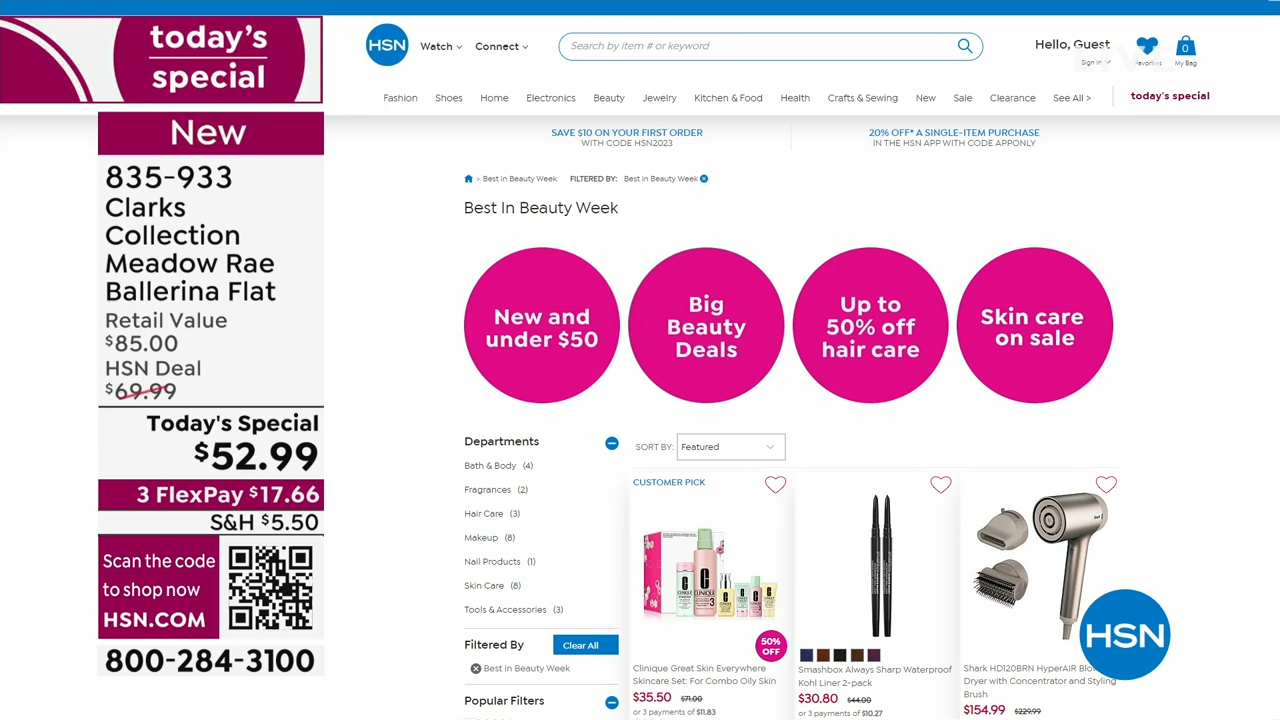 today's
special
New
835-933
Clarks
Collection
Meadow Rae
Ballerina Flat
Retail Value
$85.00
HSN Deal
$69.99
Today's Special
$52.99
3 FlexPay $17.66
S&H $5.50
Scan the code
to shop now
HSN.COM
800-284-3100
HSN
Watch
Connect
Search by item # or keyword
Hello, Guest
Sign In
Favorites
0
My Bag
Fashion Shoes Home Electronics Beauty Jewelry Kitchen & Food Health Crafts & Sewing New Sale Clearance See All > today's special
SAVE $10 ON YOUR FIRST ORDER
WITH CODE HSN2023
20% OFF* A SINGLE-ITEM PURCHASE
IN THE HSN APP WITH CODE APPONLY
> Best in Beauty Week FILTERED BY: Best in Beauty Week
Best In Beauty Week
New and
under $50
Big
Beauty
Deals
Up to
50% off
hair care
Skin care
on sale
Departments
Bath & Body (4)
Fragrances (2)
Hair Care (3)
Makeup (8)
Nail Products (1)
Skin Care (8)
Tools & Accessories (3)
Filtered By
Clear All
Best in Beauty Week
Popular Filters
SORT BY: Featured
CUSTOMER PICK
CLINIQUE
3
50%
OFF
Clinique Great Skin Everywhere
Skincare Set: For Combo Oily Skin
$35.50 $71.00
or 3 payments of $11.83
Smashbox Always Sharp Waterproof
Kohl Liner 2-pack
$30.80 $44.00
or 3 payments of $10.27
Shark
Shark HD120BRN HyperAIR
Dryer with Concentrator and Styling
Brush
$154.99 $229.99
HSN